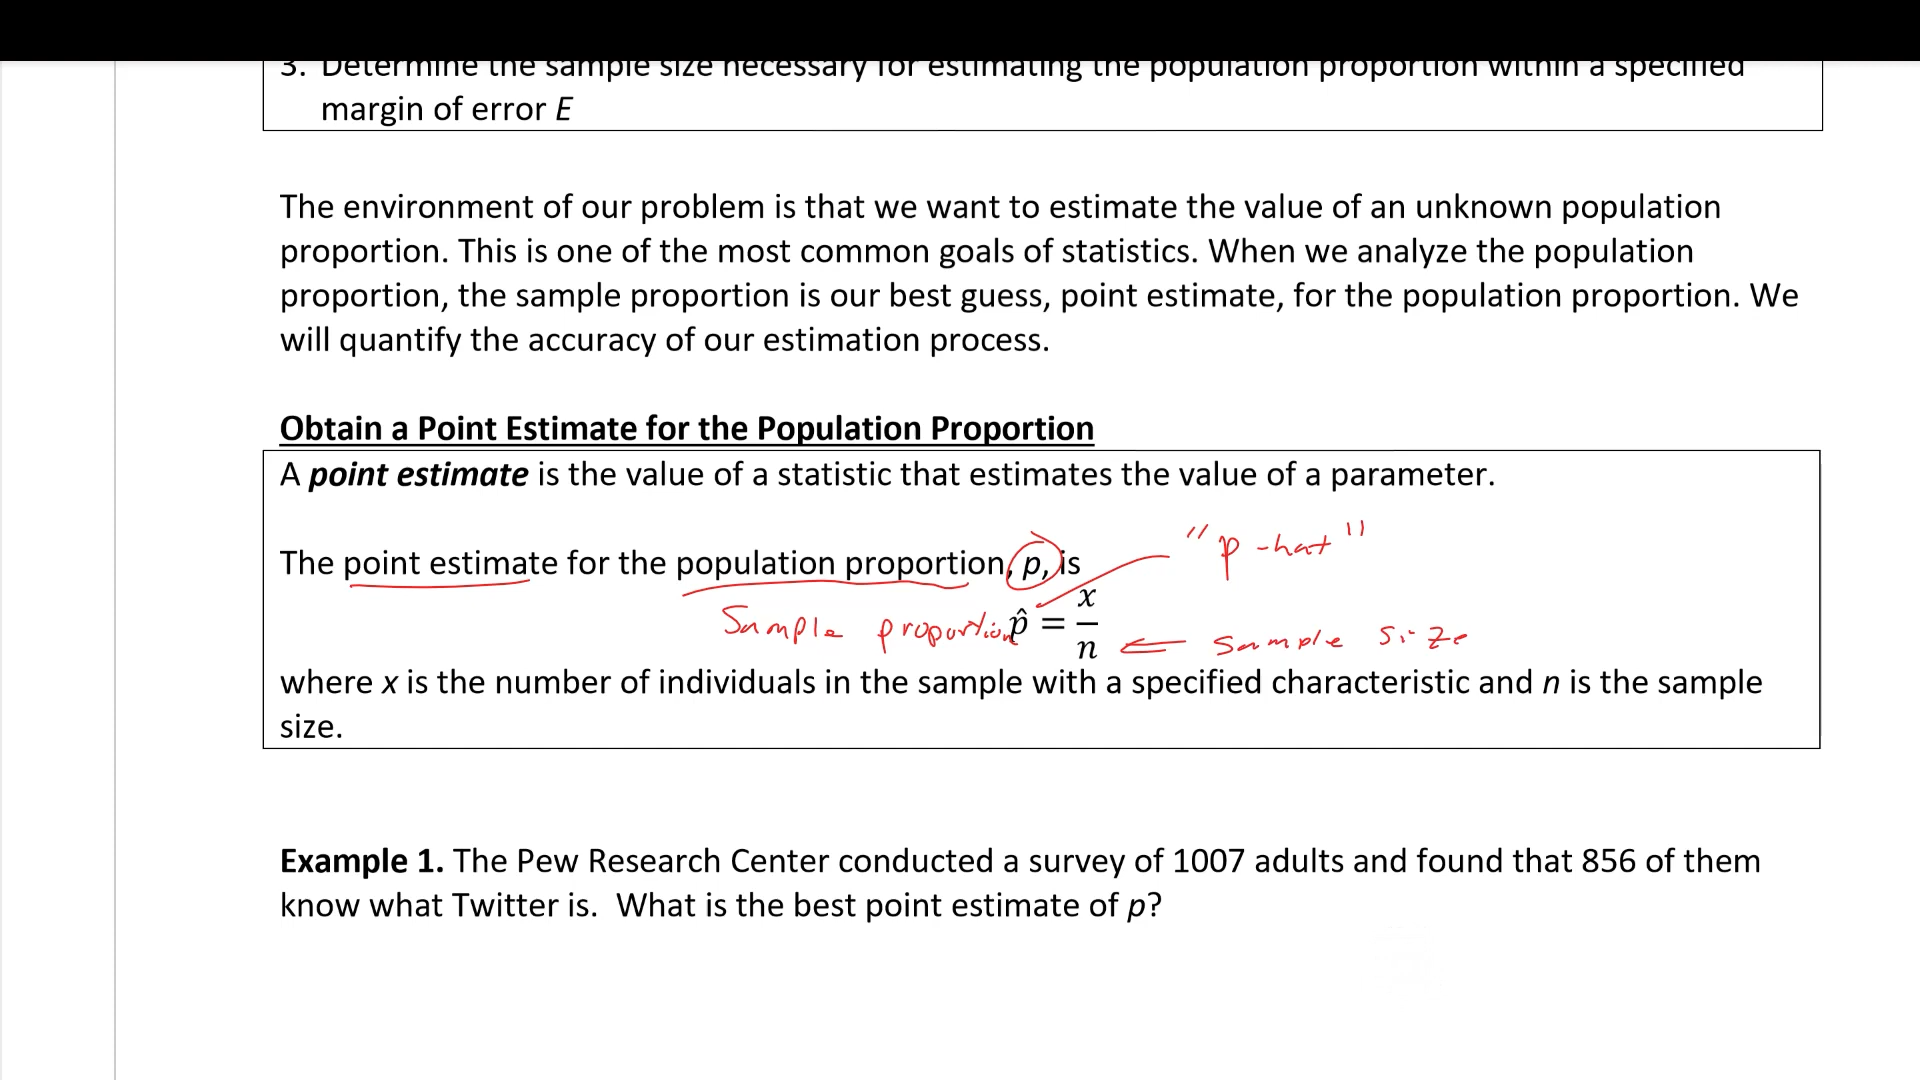 3. Determine the sample size necessary for estimating the population proportion within a specified
margin of error E
The environment of our problem is that we want to estimate the value of an unknown population
proportion. This is one of the most common goals of statistics. When we analyze the population
proportion, the sample proportion is our best guess, point estimate, for the population proportion. We
will quantify the accuracy of our estimation process.
Obtain a Point Estimate for the Population Proportion
A point estimate is the value of a statistic that estimates the value of a parameter.
"p-hat"
The point estimate for the population proportion, p, is
Sample proportion p̂ = x/n ← sample size
where x is the number of individuals in the sample with a specified characteristic and n is the sample
size.
Example 1. The Pew Research Center conducted a survey of 1007 adults and found that 856 of them
know what Twitter is.  What is the best point estimate of p?